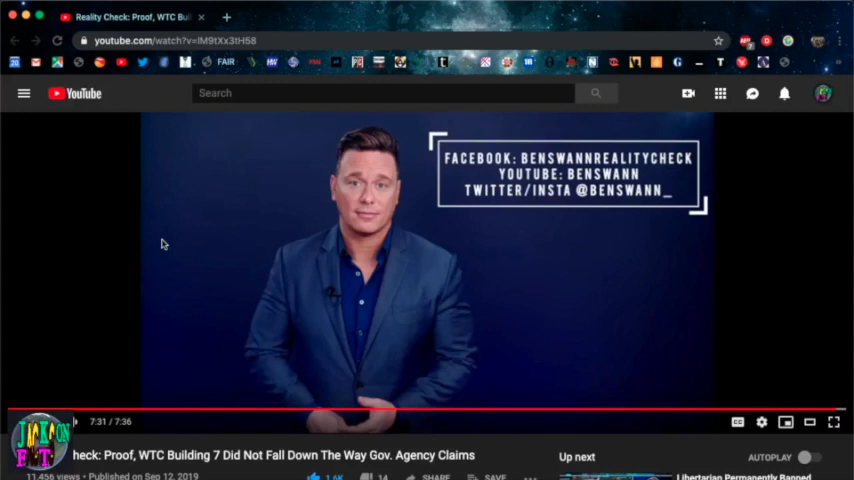 Reality Check: Proof, WTC Buil
youtube.com/watch?v=lM9tXx3tH58
FAIR
YouTube
Search
FACEBOOK: BENSWANNREALITYCHECK
YOUTUBE: BENSWANN
TWITTER/INSTA @BENSWANN_
7:31 / 7:36
JACKSON
heck: Proof, WTC Building 7 Did Not Fall Down The Way Gov. Agency Claims
Up next
AUTOPLAY
11,456 views • Published on Sep 12, 2019
1.6K
14
SHARE
SAVE
Libertarian Permanently Banned